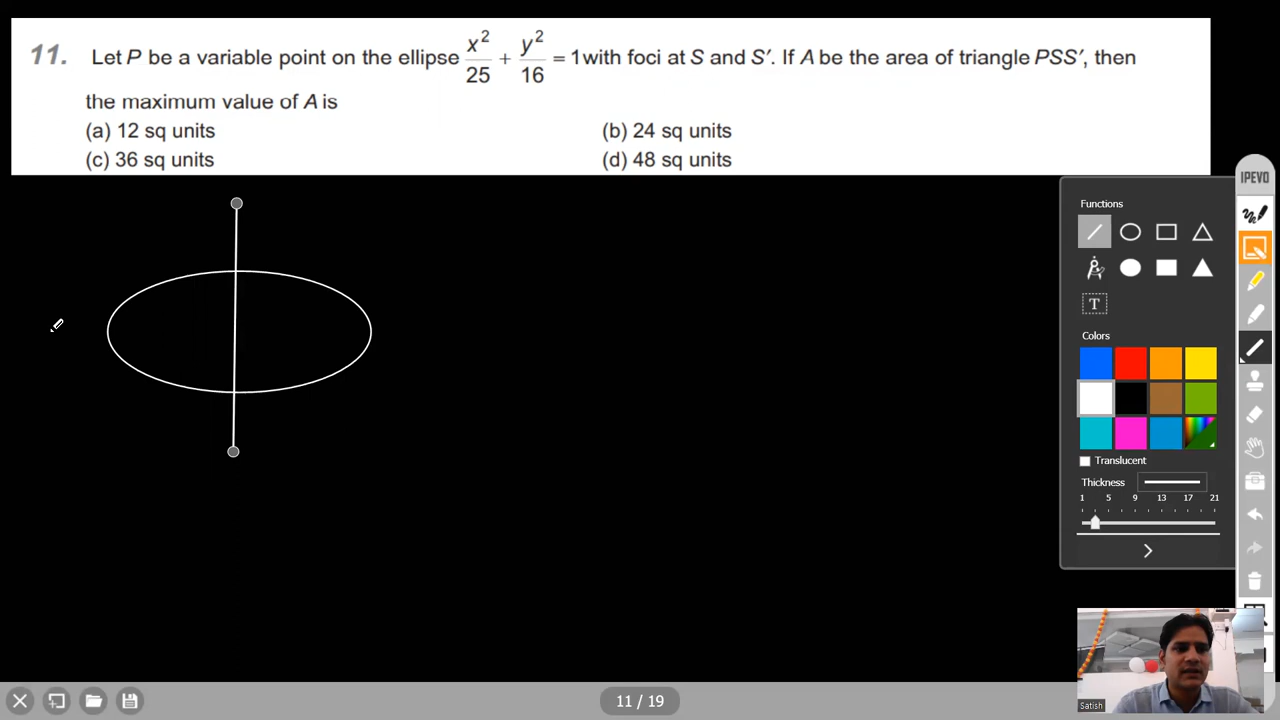 11. Let P be a variable point on the ellipse x²/25 + y²/16 = 1 with foci at S and S′. If A be the area of triangle PSS′, then
the maximum value of A is
(a) 12 sq units
(b) 24 sq units
(c) 36 sq units
(d) 48 sq units
IPEVO
Functions
T
Colors
Translucent
Thickness
1 5 9 13 17 21
11 / 19
Satish